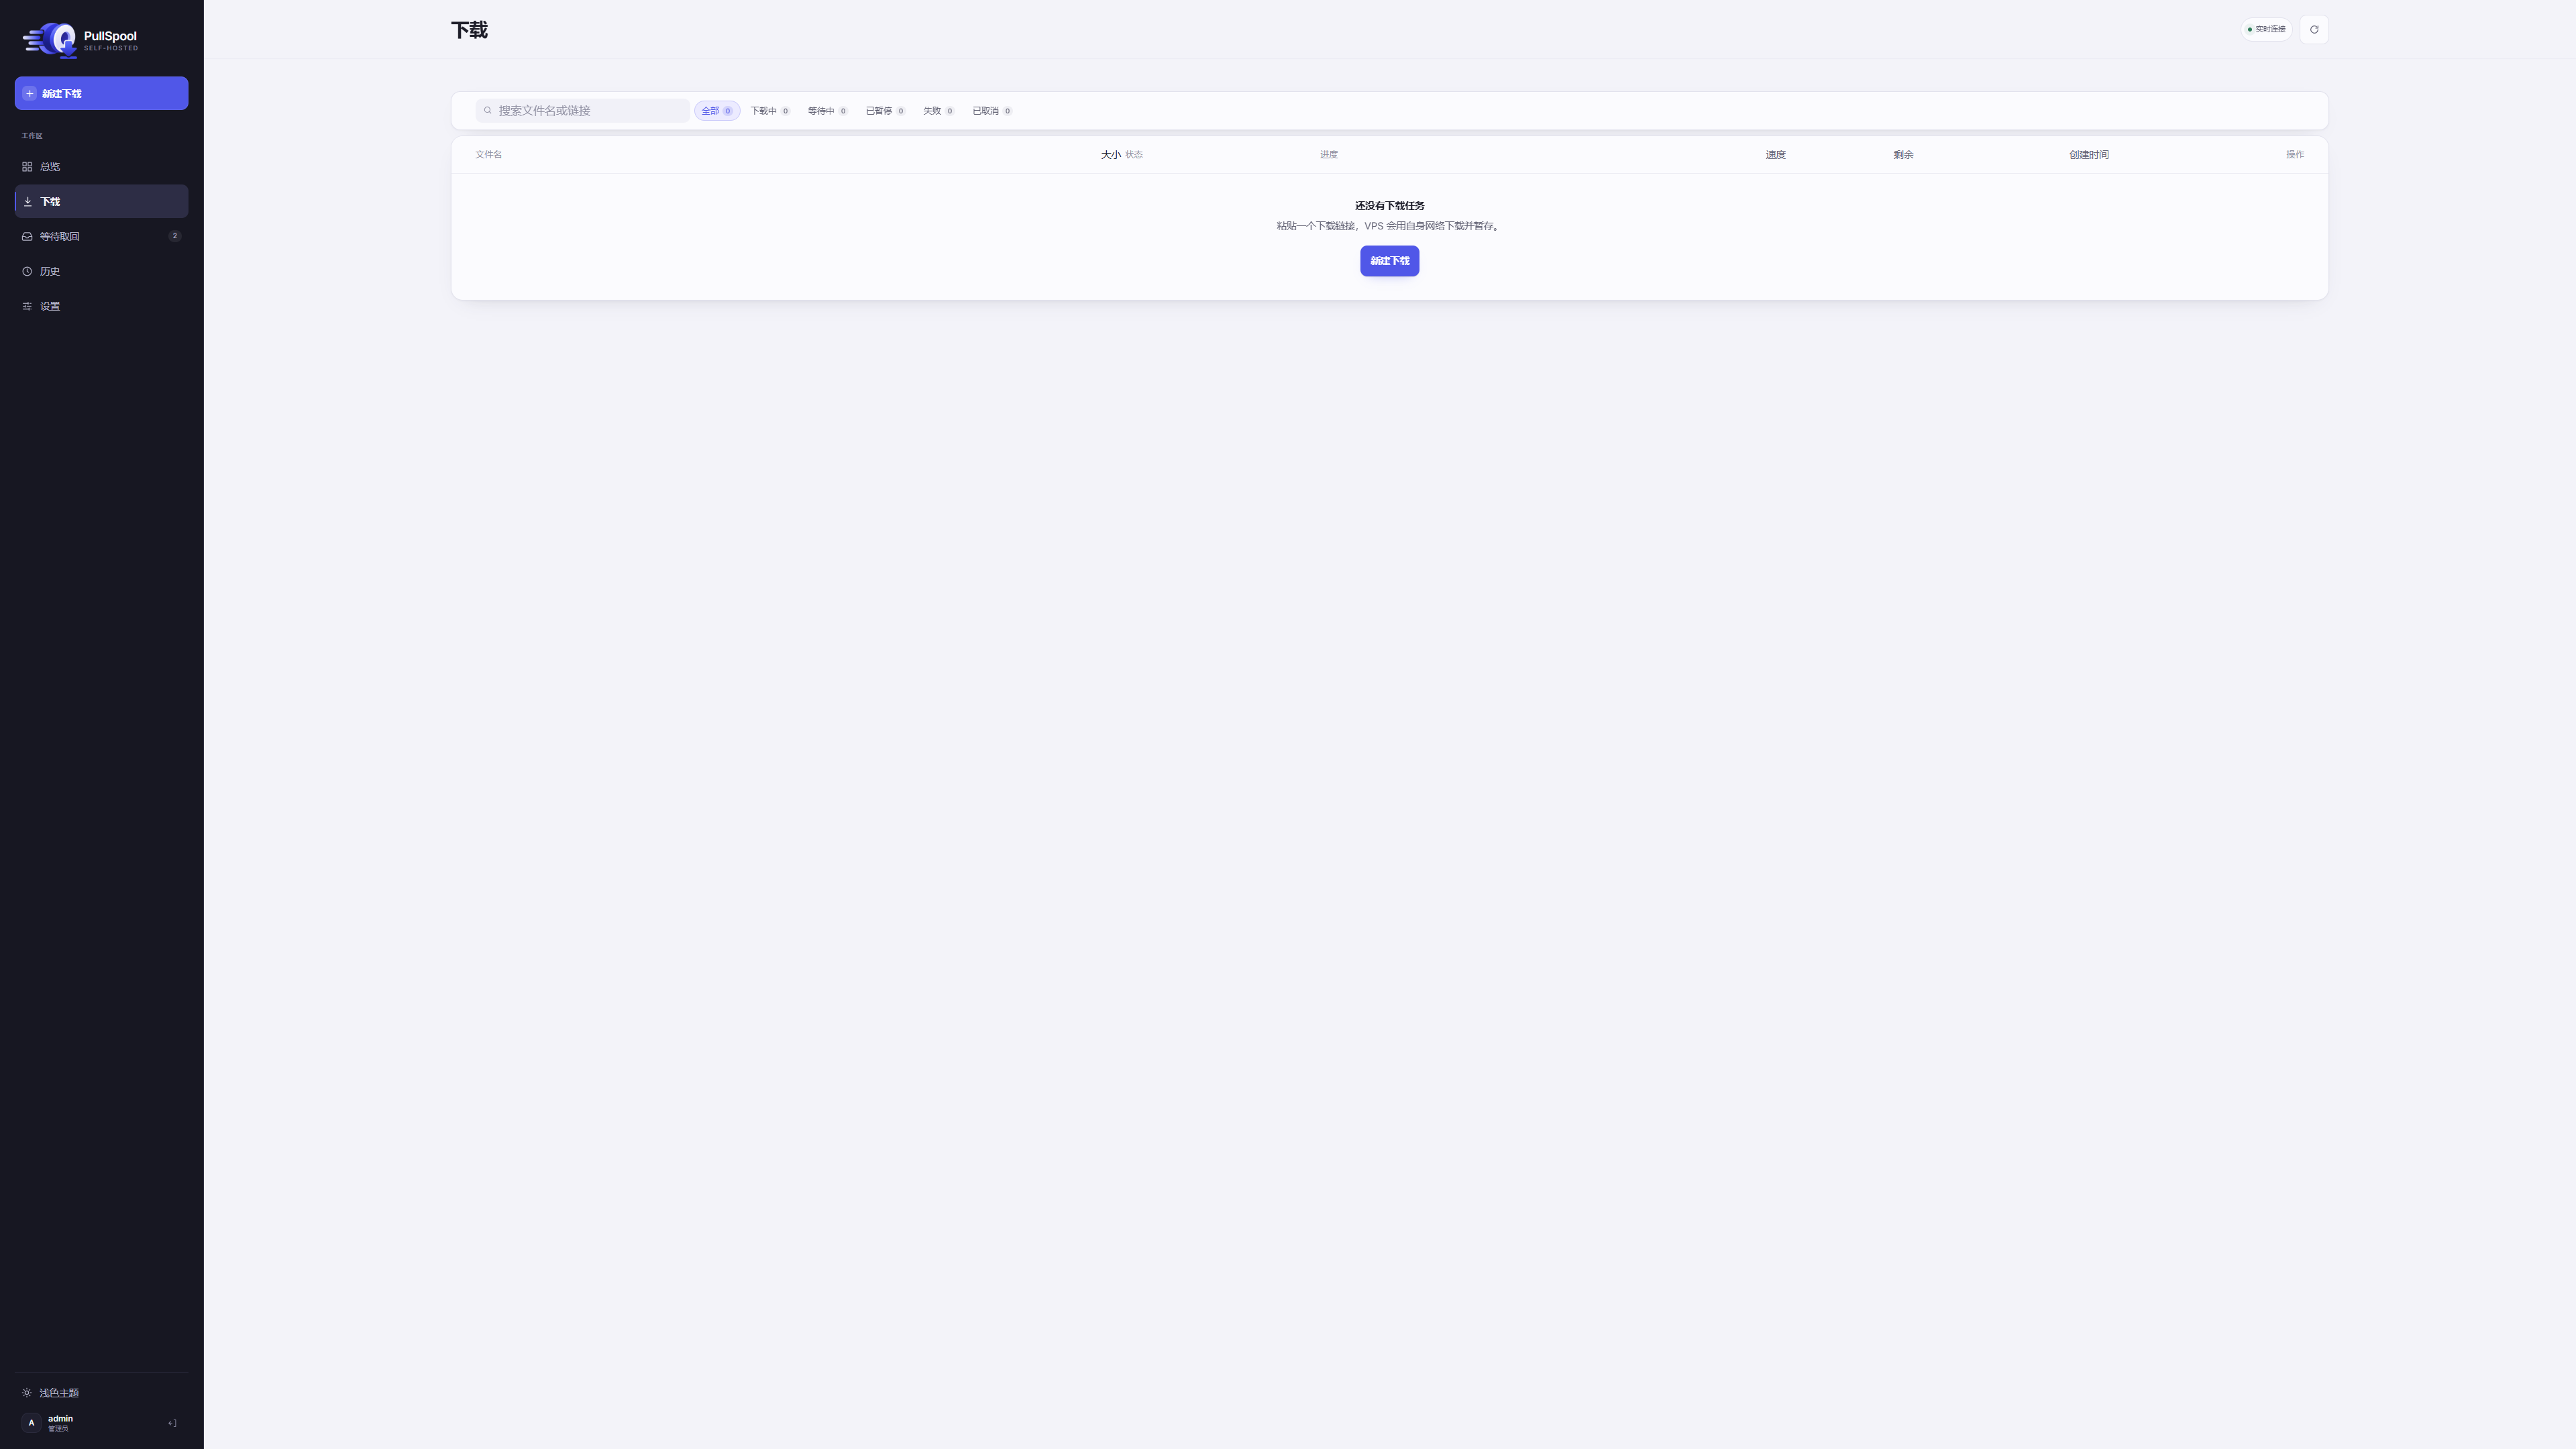 PullSpool
SELF-HOSTED
新建下载
工作区
总览
下载
等待取回 2
历史
设置
浅色主题
A admin
管理员
下载
实时连接
搜索文件名或链接 全部 0 下载中 0 等待中 0 已暂停 0 失败 0 已取消 0
文件名 大小 状态 进度 速度 剩余 创建时间 操作
还没有下载任务
粘贴一个下载链接，VPS 会用自身网络下载并暂存。
新建下载